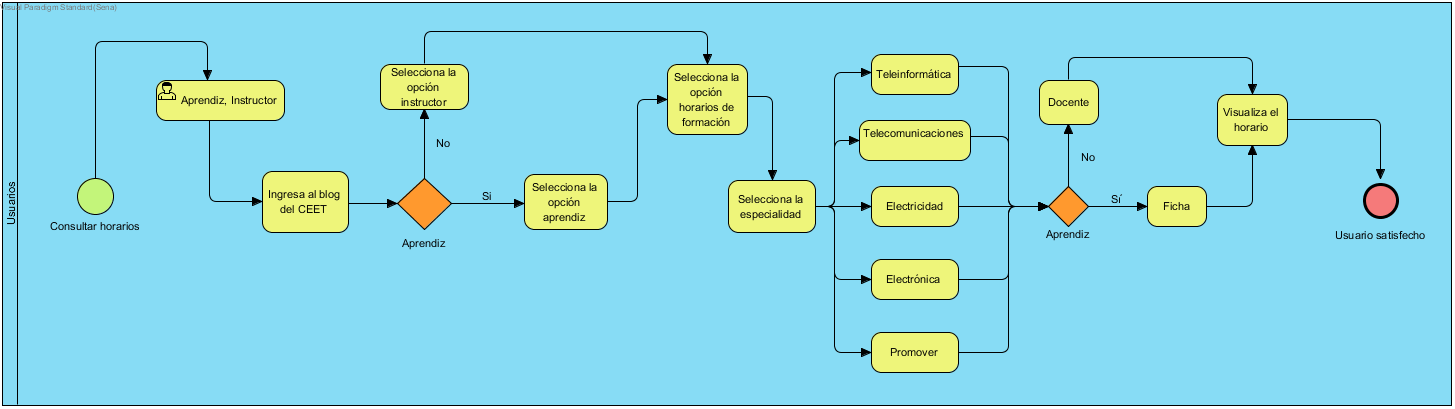 Visual Paradigm Standard(Sena)
Usuarios
Consultar horarios
Aprendiz, Instructor
Ingresa al blog
del CEET
Aprendiz
No
Si
Selecciona la
opción
instructor
Selecciona la
opción
aprendiz
Selecciona la
opción
horarios de
formación
Selecciona la
especialidad
Teleinformática
Telecomunicaciones
Electricidad
Electrónica
Promover
Aprendiz
No
Sí
Docente
Ficha
Visualiza el
horario
Usuario satisfecho